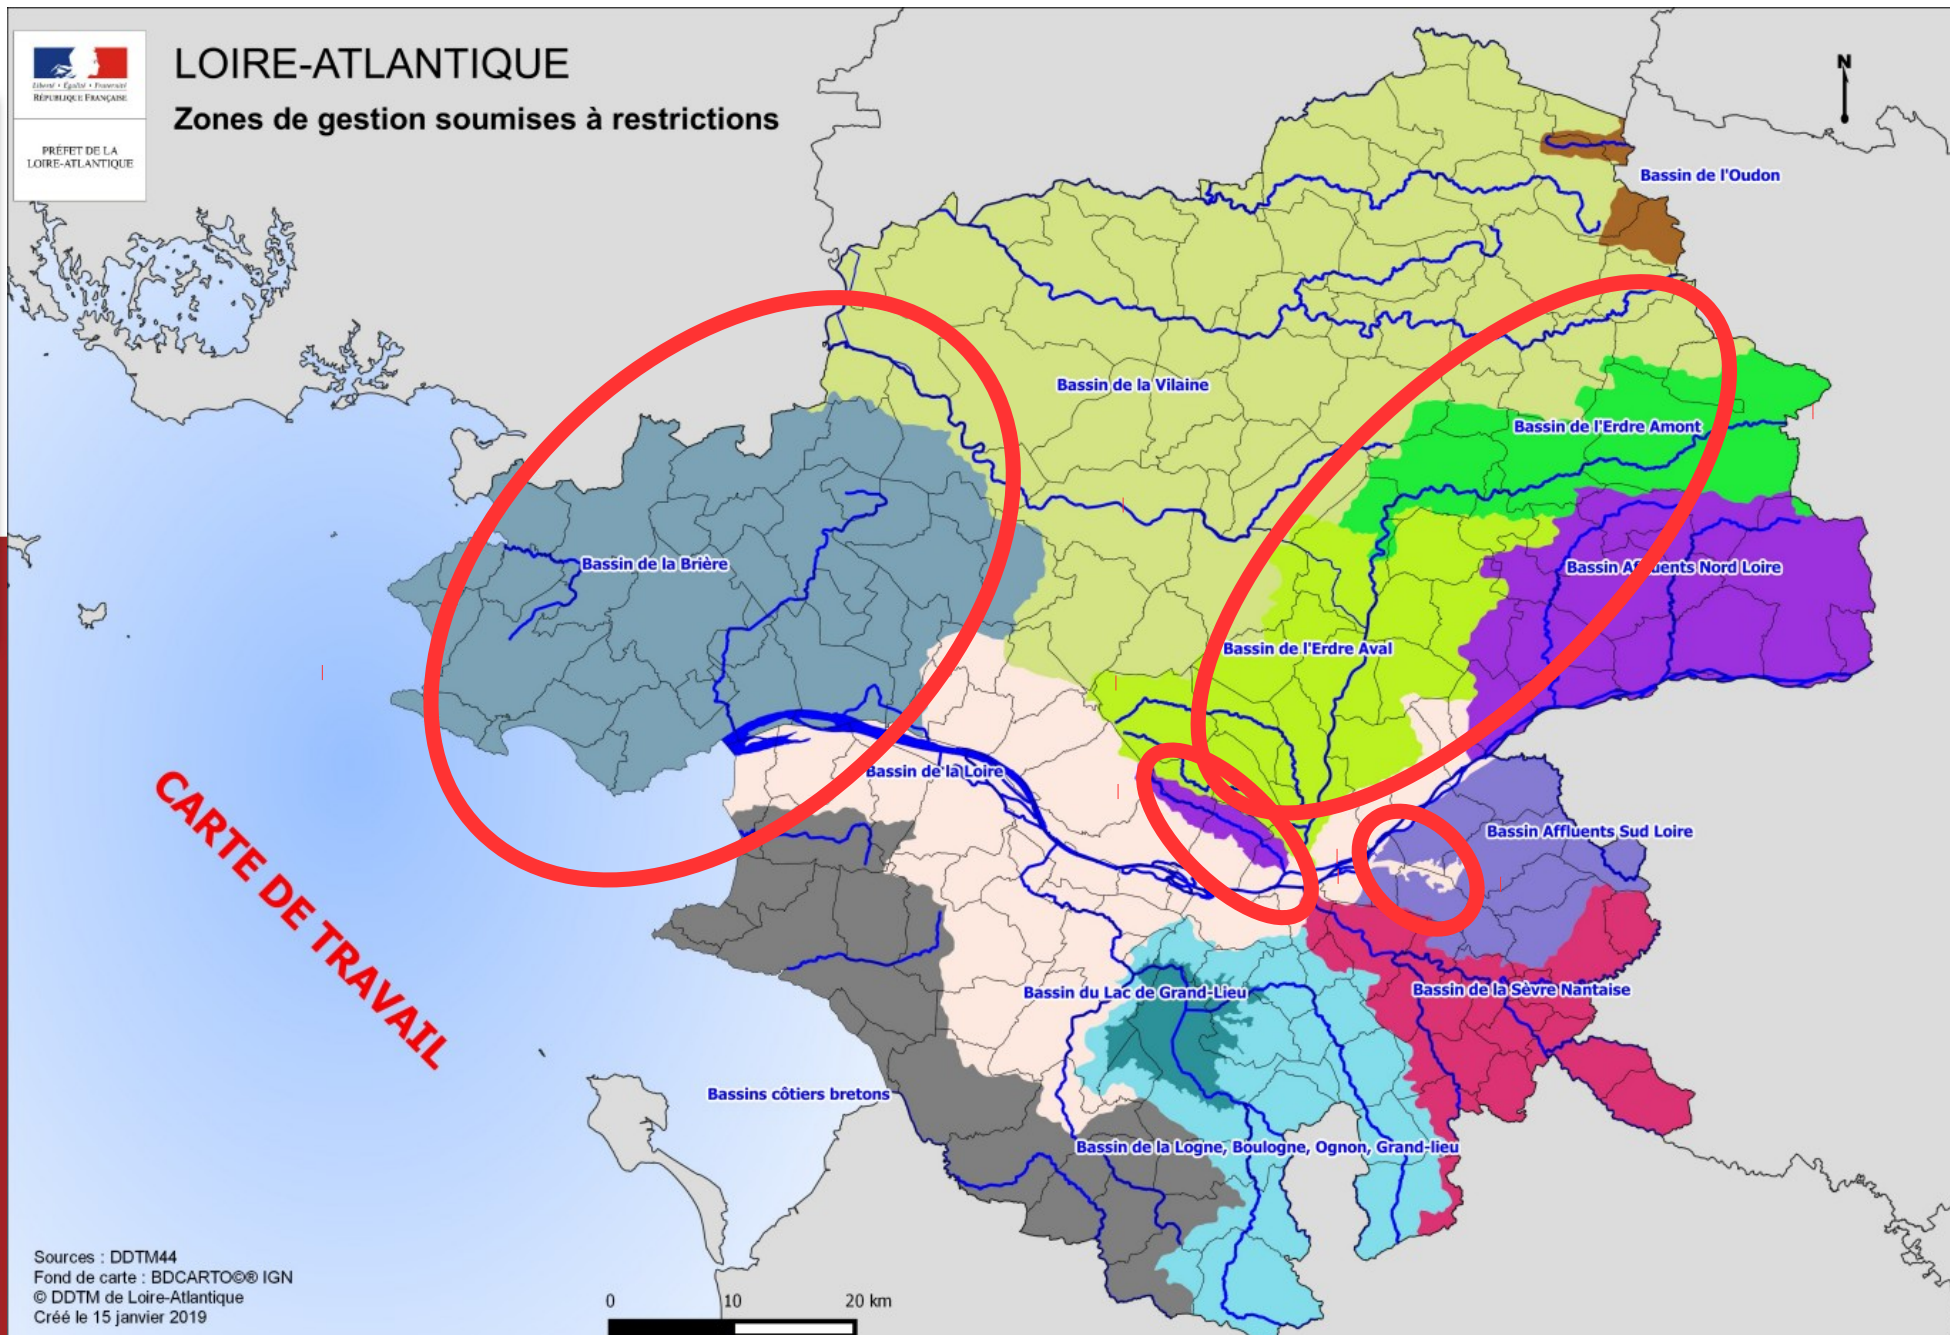 Liberté • Égalité • Fraternité
RÉPUBLIQUE FRANÇAISE
PRÉFET DE LA
LOIRE-ATLANTIQUE
LOIRE-ATLANTIQUE
Zones de gestion soumises à restrictions
N
Bassin de l'Oudon
Bassin de la Vilaine
Bassin de l'Erdre Amont
Bassin de la Brière
Bassin Affluents Nord Loire
Bassin de l'Erdre Aval
Bassin de la Loire
Bassin Affluents Sud Loire
CARTE DE TRAVAIL
Bassin du Lac de Grand-Lieu
Bassin de la Sèvre Nantaise
Bassins côtiers bretons
Bassin de la Logne, Boulogne, Ognon, Grand-lieu
Sources : DDTM44
Fond de carte : BDCARTO©® IGN
© DDTM de Loire-Atlantique
Créé le 15 janvier 2019
0 10 20 km